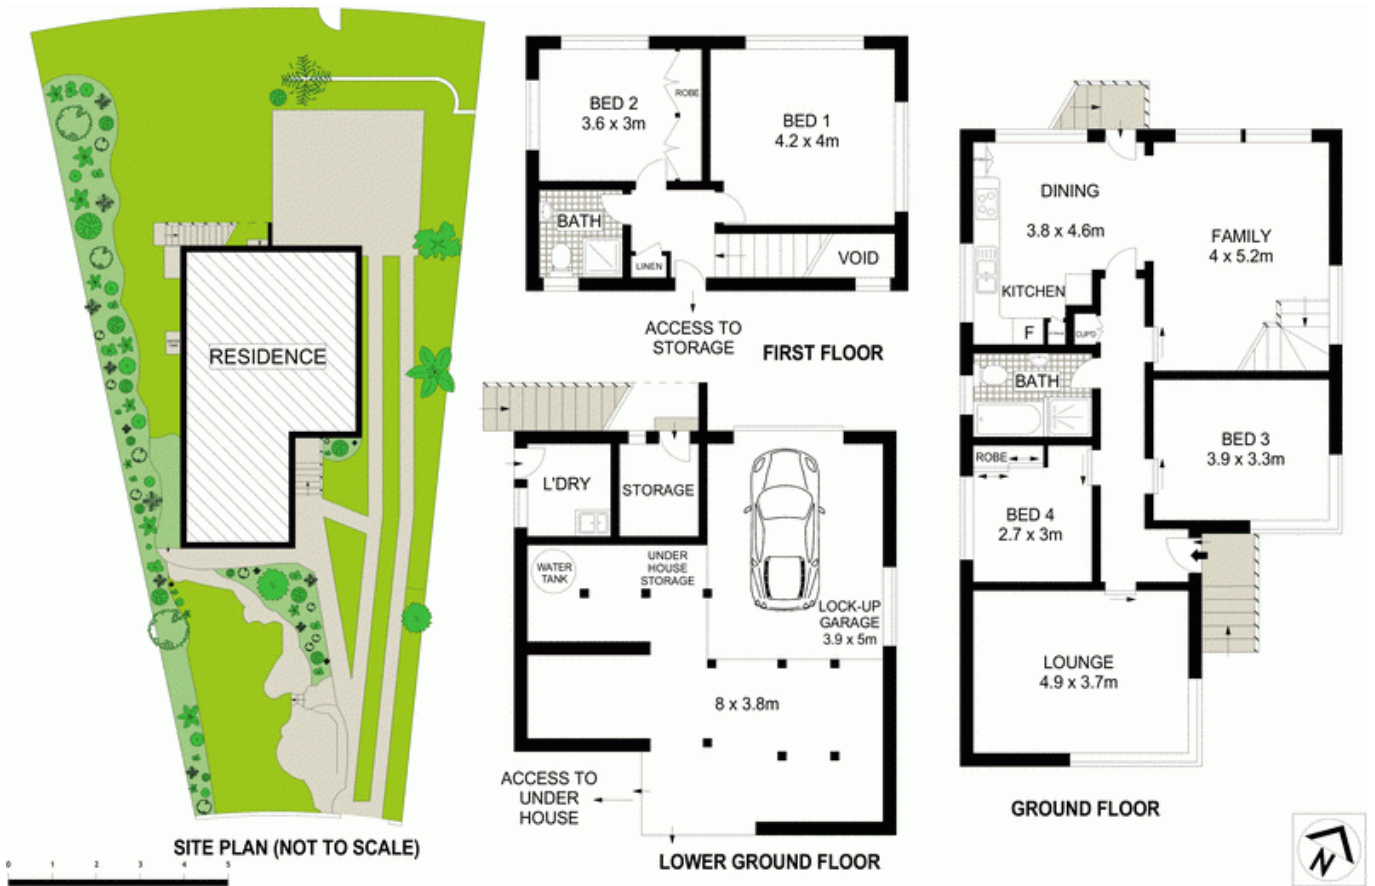 RESIDENCE
SITE PLAN (NOT TO SCALE)
0 1 2 3 4 5
BED 2
3.6 x 3m
ROBE
BED 1
4.2 x 4m
BATH
LINEN
VOID
ACCESS TO
STORAGE
FIRST FLOOR
L'DRY
STORAGE
WATER
TANK
UNDER
HOUSE
STORAGE
LOCK-UP
GARAGE
3.9 x 5m
8 x 3.8m
ACCESS TO
UNDER
HOUSE
LOWER GROUND FLOOR
DINING
3.8 x 4.6m
FAMILY
4 x 5.2m
KITCHEN
F
CUP'D
BATH
ROBE
BED 3
3.9 x 3.3m
BED 4
2.7 x 3m
LOUNGE
4.9 x 3.7m
GROUND FLOOR
N